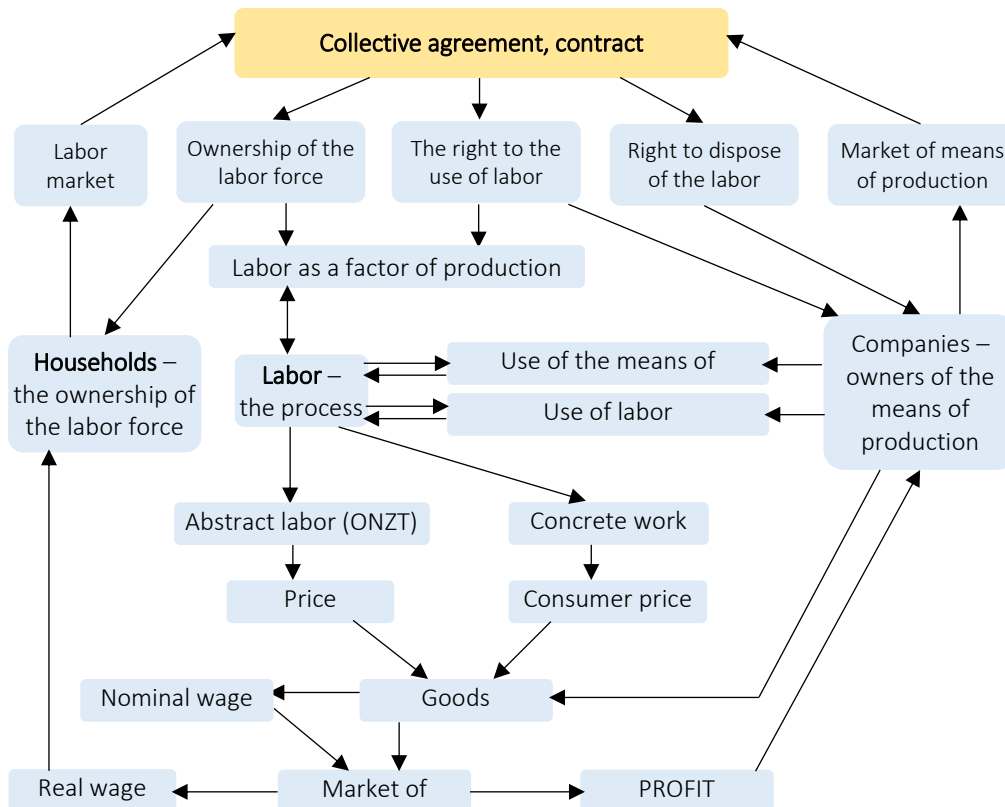 Collective agreement, contract
Labor
market
Ownership of the
labor force
The right to the
use of labor
Right to dispose
of the labor
Market of means
of production
Labor as a factor of production
Households –
the ownership of
the labor force
Labor –
the process
Use of the means of
Use of labor
Companies –
owners of the
means of
production
Abstract labor (ONZT)
Concrete work
Price
Consumer price
Nominal wage
Goods
Real wage
Market of
PROFIT